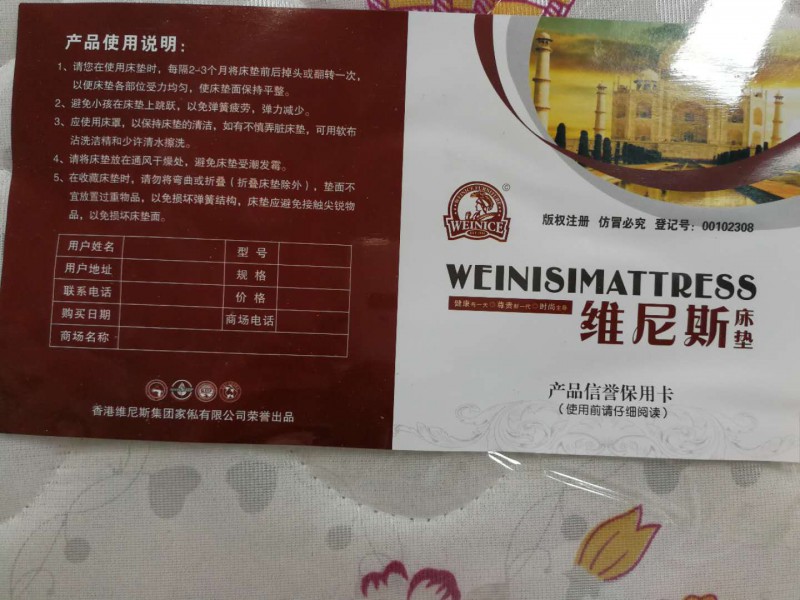 产品使用说明：
1、请您在使用床垫时，每隔2-3个月将床垫前后掉头或翻转一次，
以便床垫各部位受力均匀，使床垫面保持平整。
2、避免小孩在床垫上跳跃，以免弹簧疲劳，弹力减少。
3、应使用床罩，以保持床垫的清洁，如有不慎弄脏床垫，可用软布
沾洗洁精和少许清水擦洗。
4、请将床垫放在通风干燥处，避免床垫受潮发霉。
5、在收藏床垫时，请勿将弯曲或折叠（折叠床垫除外），垫面不
宜放置过重物品，以免损坏弹簧结构，床垫应避免接触尖锐物
品，以免损坏床垫面。
用户姓名 型号
用户地址 规格
联系电话 价格
购买日期 商场电话
商场名称
香港维尼斯集团家俬有限公司荣誉出品
©
WEINICE
版权注册 仿冒必究 登记号：00102308
WEINISIMATTRESS
维尼斯床垫
产品信誉保用卡
（使用前请仔细阅读）